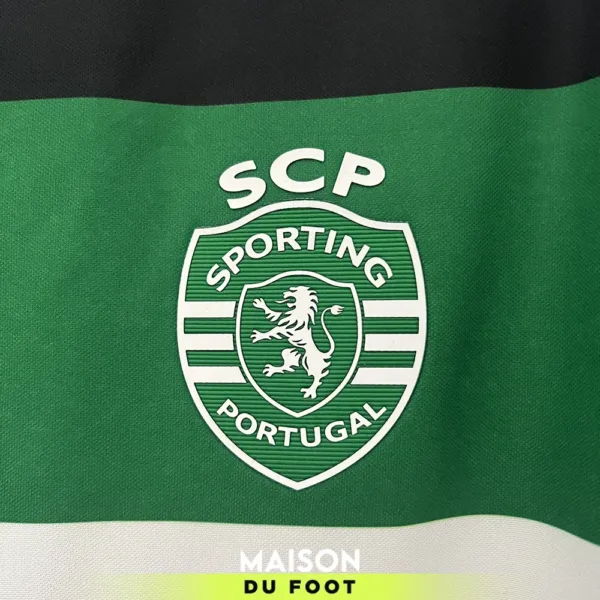 SCP
SPORTING
PORTUGAL
MAISON
DU FOOT